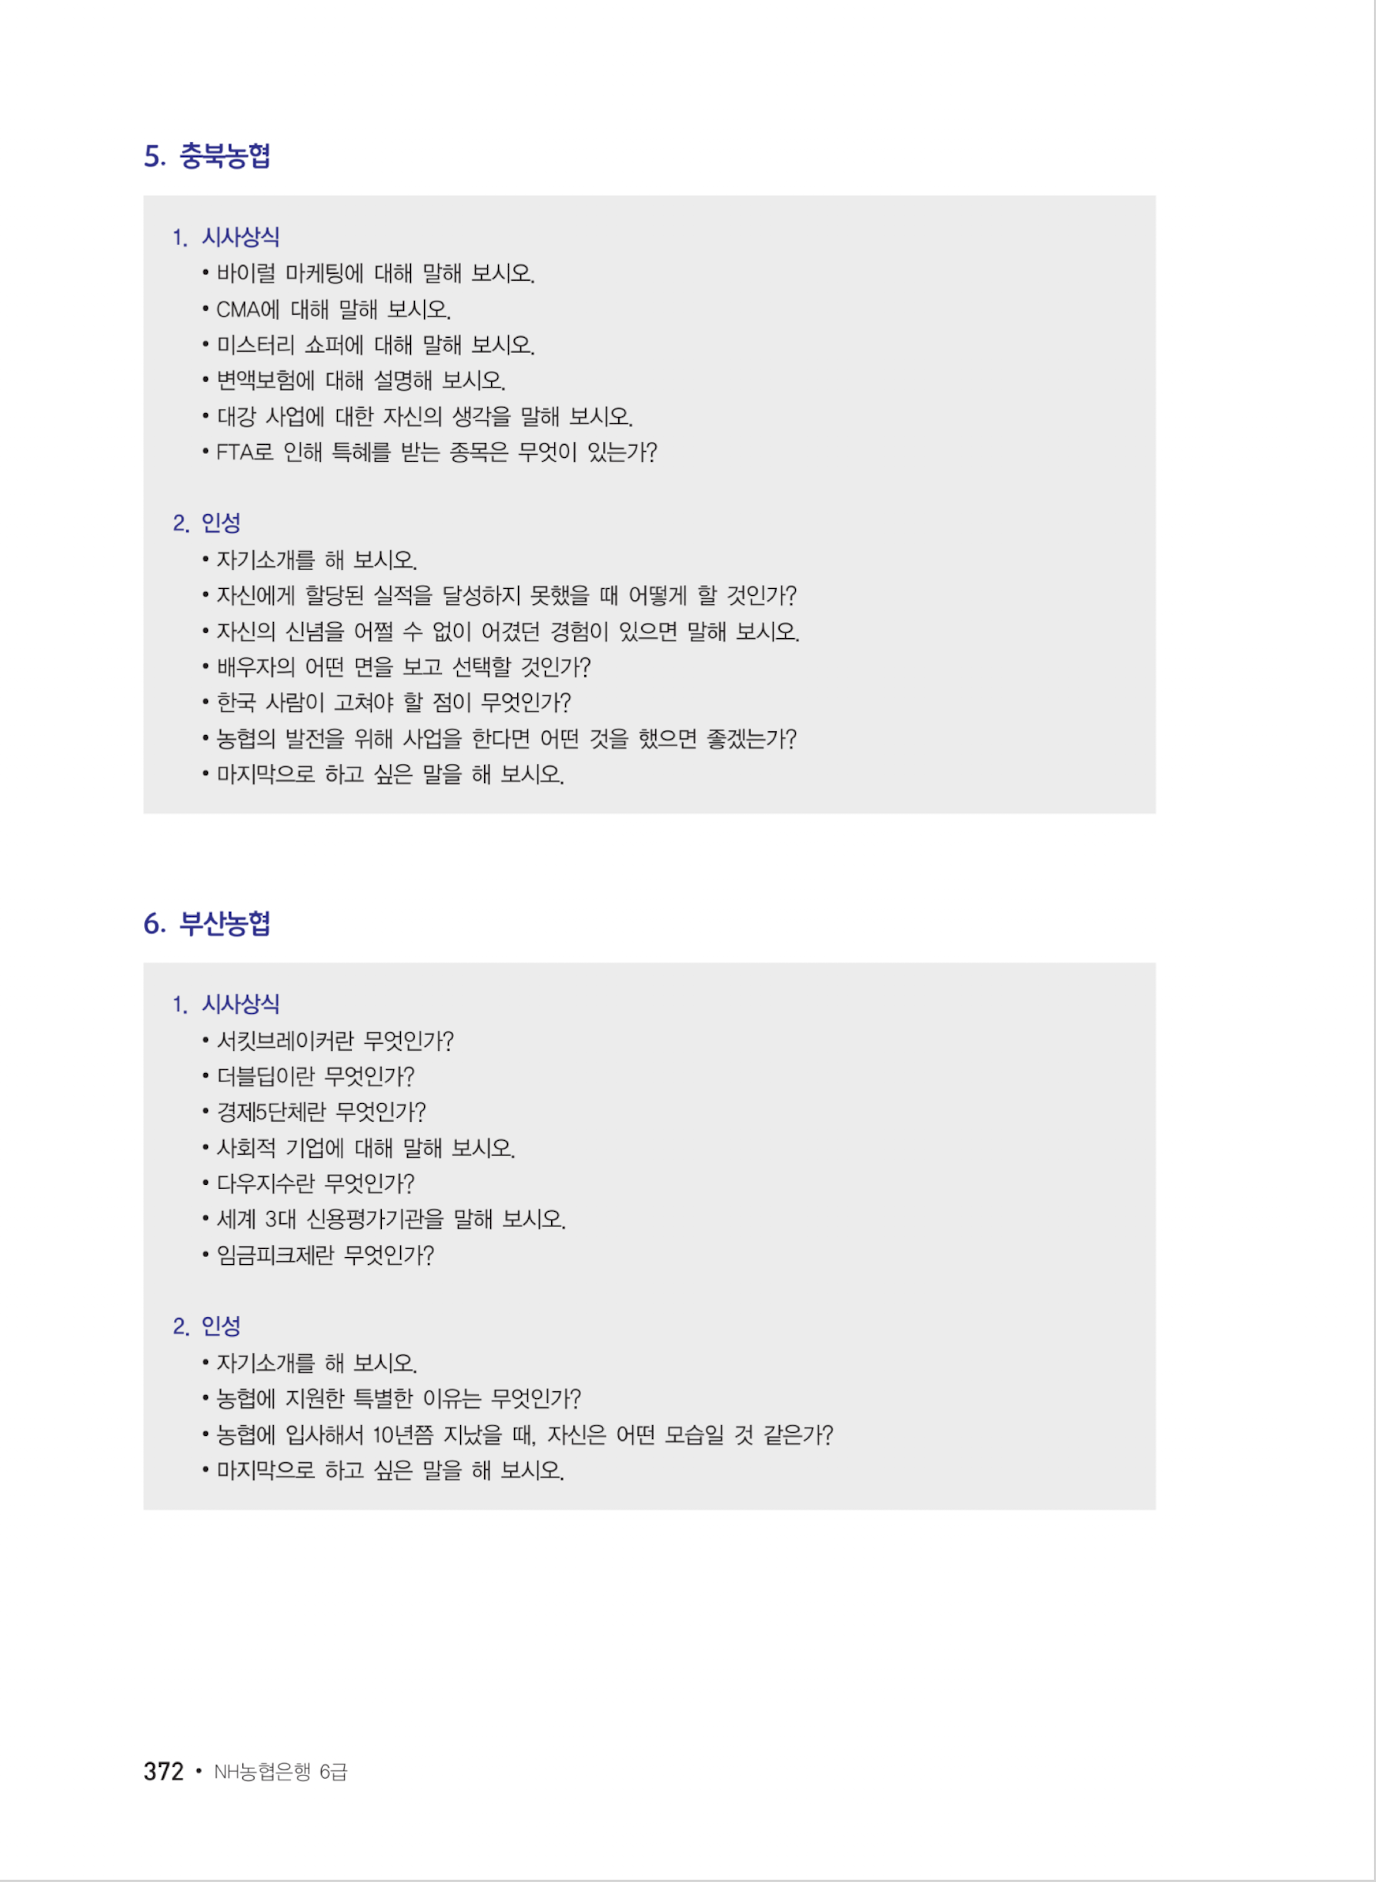 5. 충북농협
1. 시사상식
• 바이럴 마케팅에 대해 말해 보시오.
• CMA에 대해 말해 보시오.
• 미스터리 쇼퍼에 대해 말해 보시오.
• 변액보험에 대해 설명해 보시오.
• 대강 사업에 대한 자신의 생각을 말해 보시오.
• FTA로 인해 특혜를 받는 종목은 무엇이 있는가?
2. 인성
• 자기소개를 해 보시오.
• 자신에게 할당된 실적을 달성하지 못했을 때 어떻게 할 것인가?
• 자신의 신념을 어쩔 수 없이 어겼던 경험이 있으면 말해 보시오.
• 배우자의 어떤 면을 보고 선택할 것인가?
• 한국 사람이 고쳐야 할 점이 무엇인가?
• 농협의 발전을 위해 사업을 한다면 어떤 것을 했으면 좋겠는가?
• 마지막으로 하고 싶은 말을 해 보시오.
6. 부산농협
1. 시사상식
• 서킷브레이커란 무엇인가?
• 더블딥이란 무엇인가?
• 경제5단체란 무엇인가?
• 사회적 기업에 대해 말해 보시오.
• 다우지수란 무엇인가?
• 세계 3대 신용평가기관을 말해 보시오.
• 임금피크제란 무엇인가?
2. 인성
• 자기소개를 해 보시오.
• 농협에 지원한 특별한 이유는 무엇인가?
• 농협에 입사해서 10년쯤 지났을 때, 자신은 어떤 모습일 것 같은가?
• 마지막으로 하고 싶은 말을 해 보시오.
372 • NH농협은행 6급